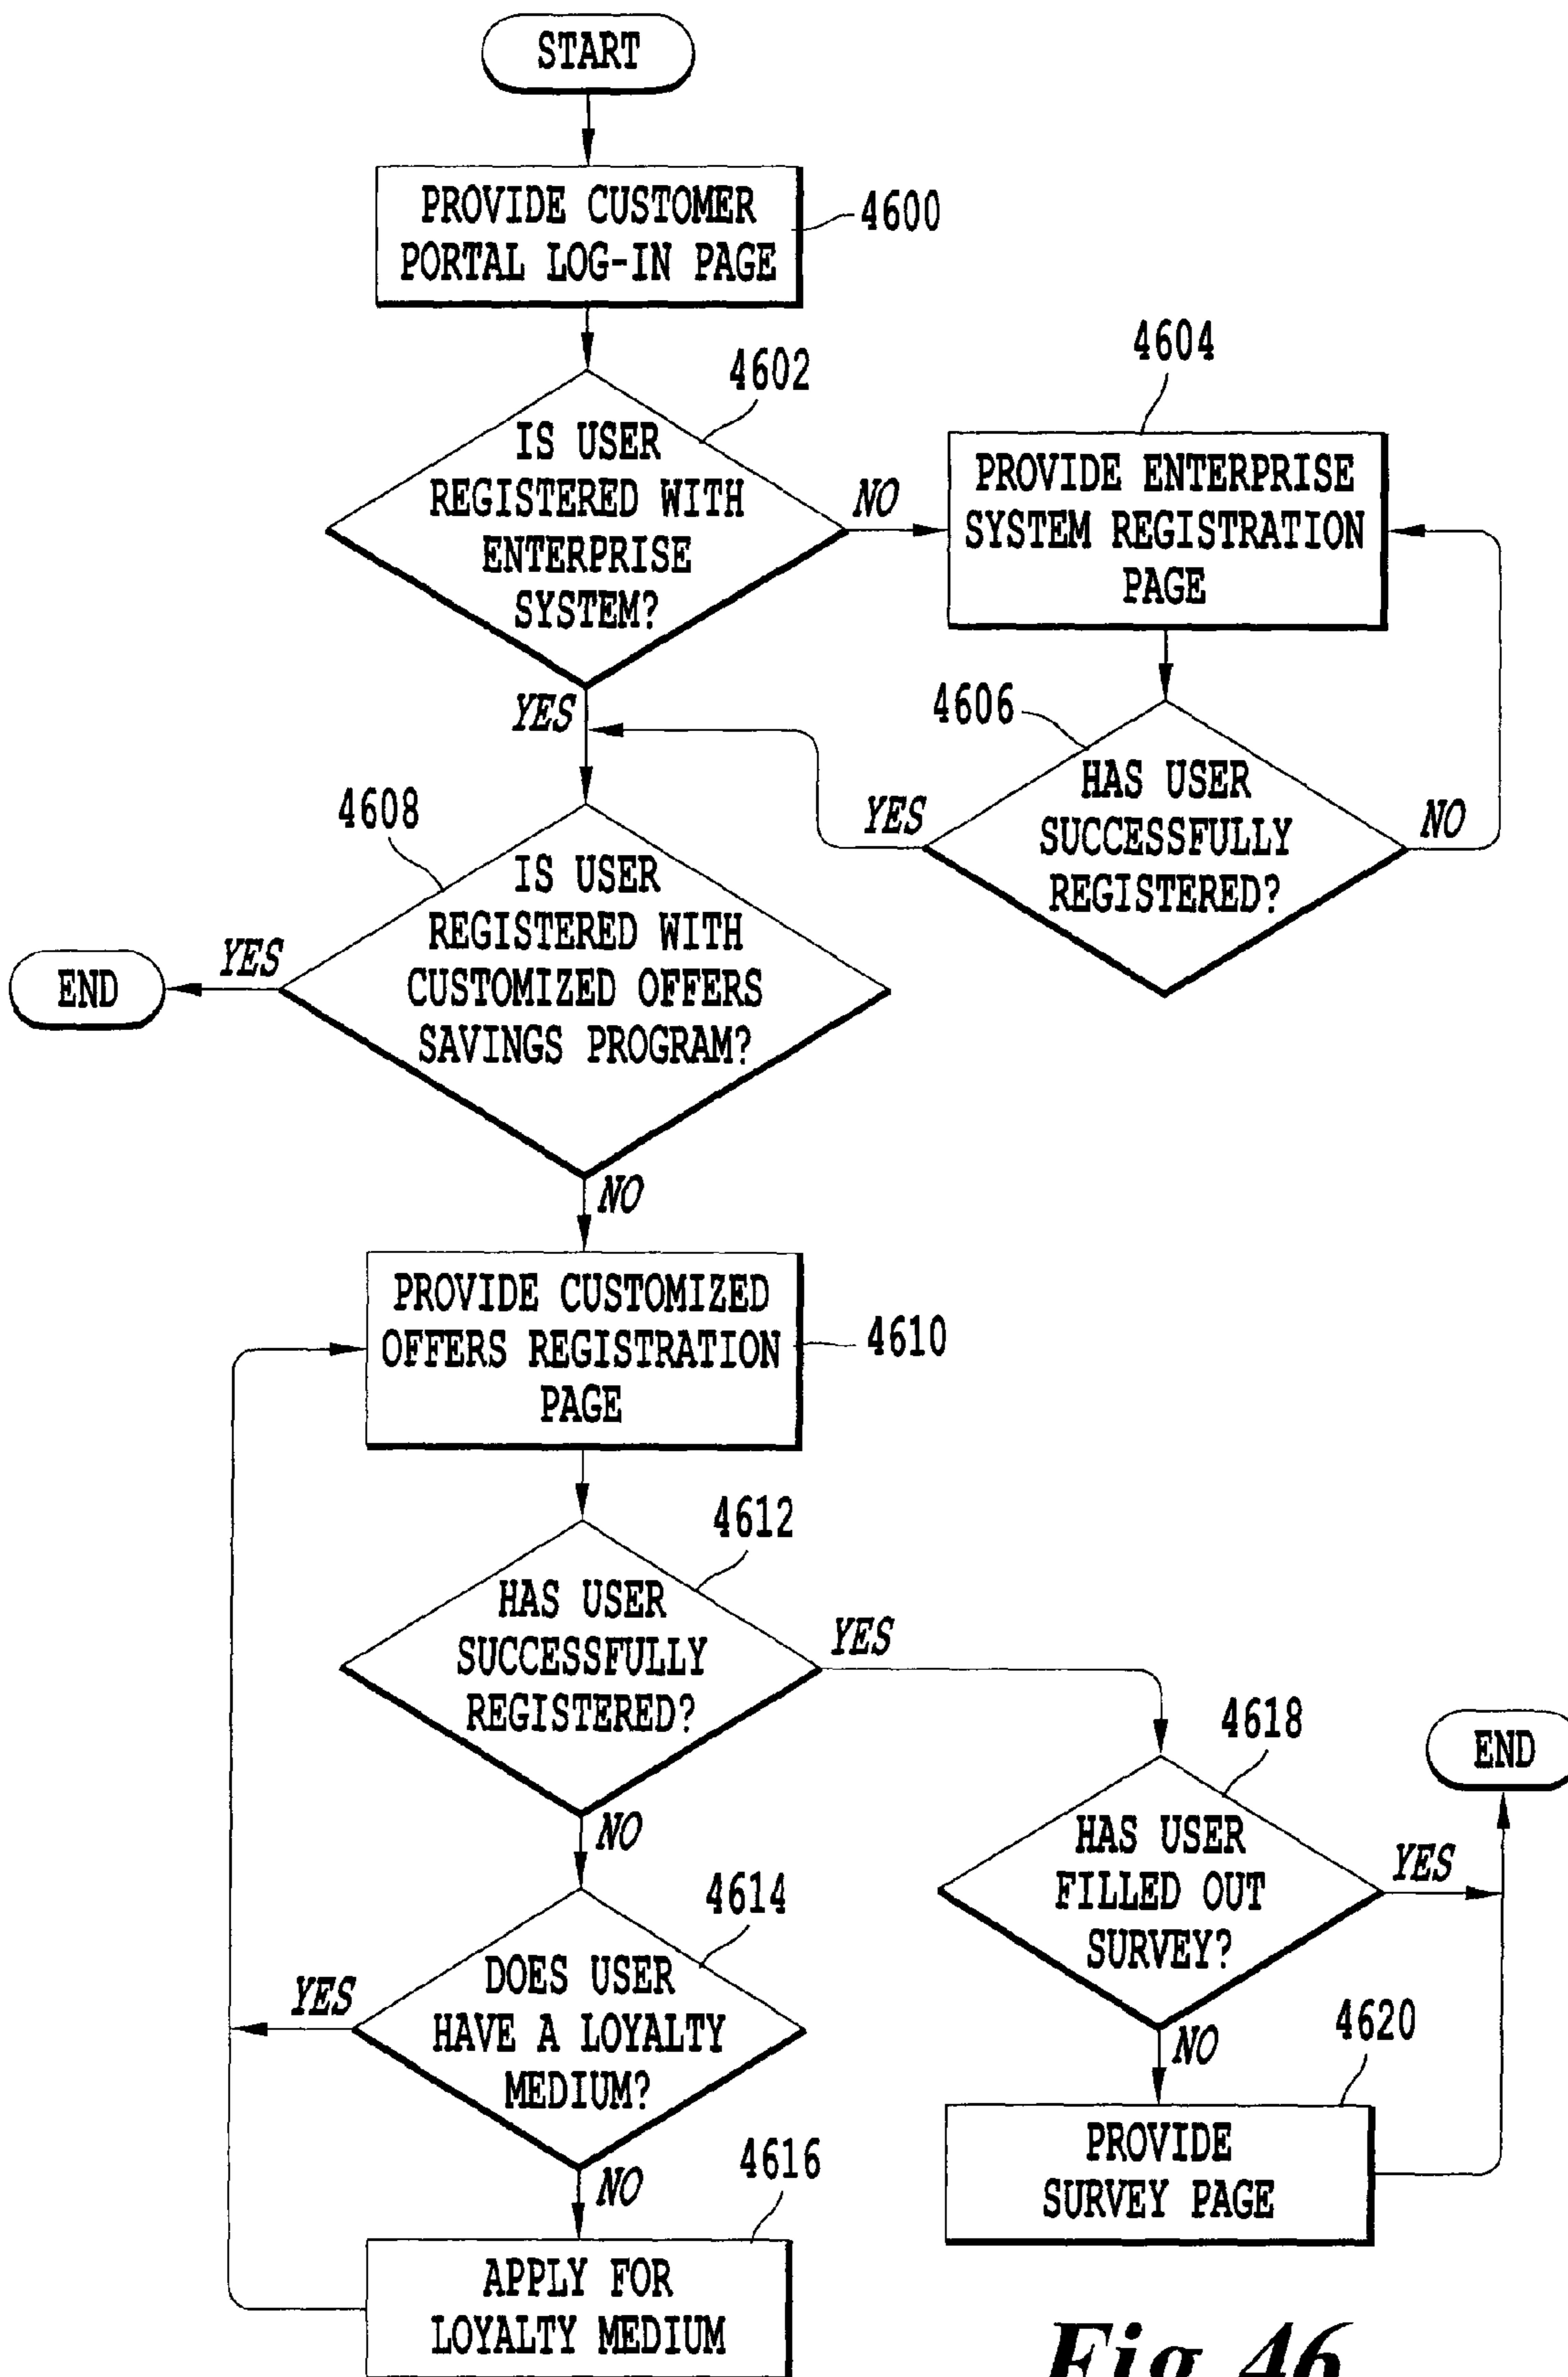 START
PROVIDE CUSTOMER
PORTAL LOG-IN PAGE
4600
4602
IS USER
REGISTERED WITH
ENTERPRISE
SYSTEM?
NO
4604
PROVIDE ENTERPRISE
SYSTEM REGISTRATION
PAGE
YES
4606
HAS USER
SUCCESSFULLY
REGISTERED?
YES
NO
4608
IS USER
REGISTERED WITH
CUSTOMIZED OFFERS
SAVINGS PROGRAM?
YES
END
NO
PROVIDE CUSTOMIZED
OFFERS REGISTRATION
PAGE
4610
4612
HAS USER
SUCCESSFULLY
REGISTERED?
YES
NO
4614
DOES USER
HAVE A LOYALTY
MEDIUM?
YES
NO
4616
APPLY FOR
LOYALTY MEDIUM
4618
HAS USER
FILLED OUT
SURVEY?
YES
END
NO
4620
PROVIDE
SURVEY PAGE
Fig 46